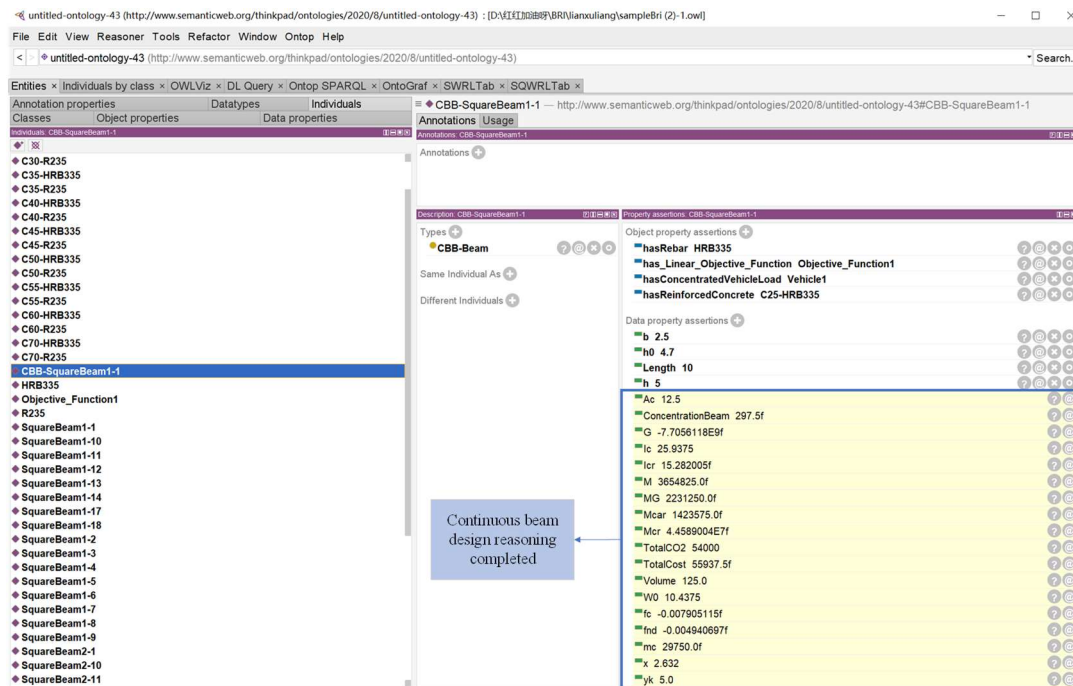 untitled-ontology-43 (http://www.semanticweb.org/thinkpad/ontologies/2020/8/untitled-ontology-43) : [D:\红红加油呀\BRI\lianxuliang\sampleBri (2)-1.owl]
File Edit View Reasoner Tools Refactor Window Ontop Help
< > untitled-ontology-43 (http://www.semanticweb.org/thinkpad/ontologies/2020/8/untitled-ontology-43) Search.
Entities × Individuals by class × OWLViz × DL Query × Ontop SPARQL × OntoGraf × SWRLTab × SQWRLTab ×
Annotation properties Datatypes Individuals
Classes Object properties Data properties
Individuals: CBB-SquareBeam1-1
C30-R235
C35-HRB335
C35-R235
C40-HRB335
C40-R235
C45-HRB335
C45-R235
C50-HRB335
C50-R235
C55-HRB335
C55-R235
C60-HRB335
C60-R235
C70-HRB335
C70-R235
CBB-SquareBeam1-1
HRB335
Objective_Function1
R235
SquareBeam1-1
SquareBeam1-10
SquareBeam1-11
SquareBeam1-12
SquareBeam1-13
SquareBeam1-14
SquareBeam1-17
SquareBeam1-18
SquareBeam1-2
SquareBeam1-3
SquareBeam1-4
SquareBeam1-5
SquareBeam1-6
SquareBeam1-7
SquareBeam1-8
SquareBeam1-9
SquareBeam2-1
SquareBeam2-10
SquareBeam2-11
CBB-SquareBeam1-1 — http://www.semanticweb.org/thinkpad/ontologies/2020/8/untitled-ontology-43#CBB-SquareBeam1-1
Annotations Usage
Annotations: CBB-SquareBeam1-1
Annotations
Description: CBB-SquareBeam1-1
Types
CBB-Beam
Same Individual As
Different Individuals
Continuous beam
design reasoning
completed
Property assertions: CBB-SquareBeam1-1
Object property assertions
hasRebar HRB335
has_Linear_Objective_Function Objective_Function1
hasConcentratedVehicleLoad Vehicle1
hasReinforcedConcrete C25-HRB335
Data property assertions
b 2.5
h0 4.7
Length 10
h 5
Ac 12.5
ConcentrationBeam 297.5f
G -7.7056118E9f
Ic 25.9375
Icr 15.282005f
M 3654825.0f
MG 2231250.0f
Mcar 1423575.0f
Mcr 4.4589004E7f
TotalCO2 54000
TotalCost 55937.5f
Volume 125.0
W0 10.4375
fc -0.007905115f
fnd -0.004940697f
mc 29750.0f
x 2.632
yk 5.0